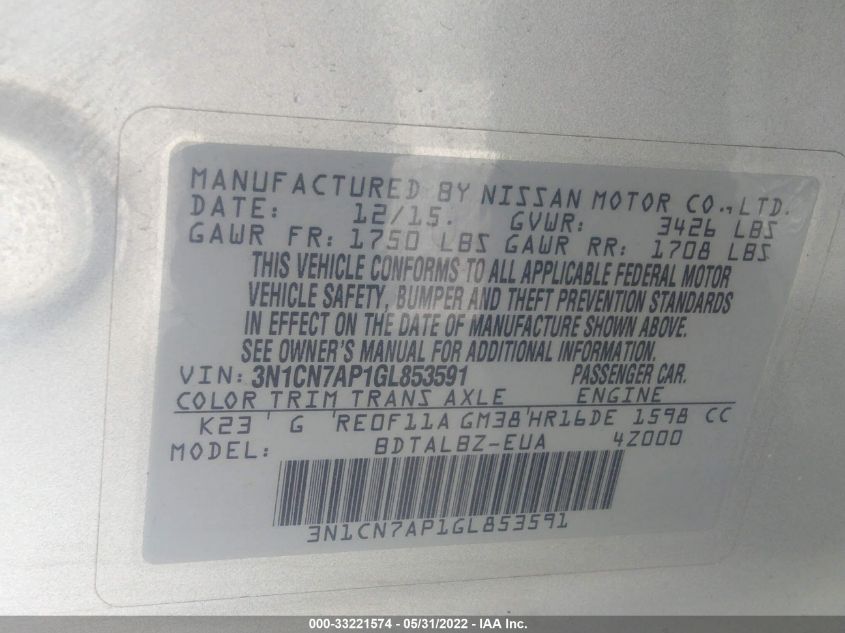 MANUFACTURED BY NISSAN MOTOR CO.,LTD.
DATE: 12/15. GVWR: 3426 LBS
GAWR FR: 1750 LBS GAWR RR: 1708 LBS
THIS VEHICLE CONFORMS TO ALL APPLICABLE FEDERAL MOTOR
VEHICLE SAFETY, BUMPER AND THEFT PREVENTION STANDARDS
IN EFFECT ON THE DATE OF MANUFACTURE SHOWN ABOVE.
SEE OWNER'S MANUAL FOR ADDITIONAL INFORMATION.
VIN: 3N1CN7AP1GL853591 PASSENGER CAR.
COLOR TRIM TRANS AXLE ENGINE
K23 ' G ' RE0F11A GM38 ' HR16DE 1598 CC
MODEL: BDTALBZ-EUA 4Z000
3N1CN7AP1GL853591
000-33221574 - 05/31/2022 - IAA Inc.